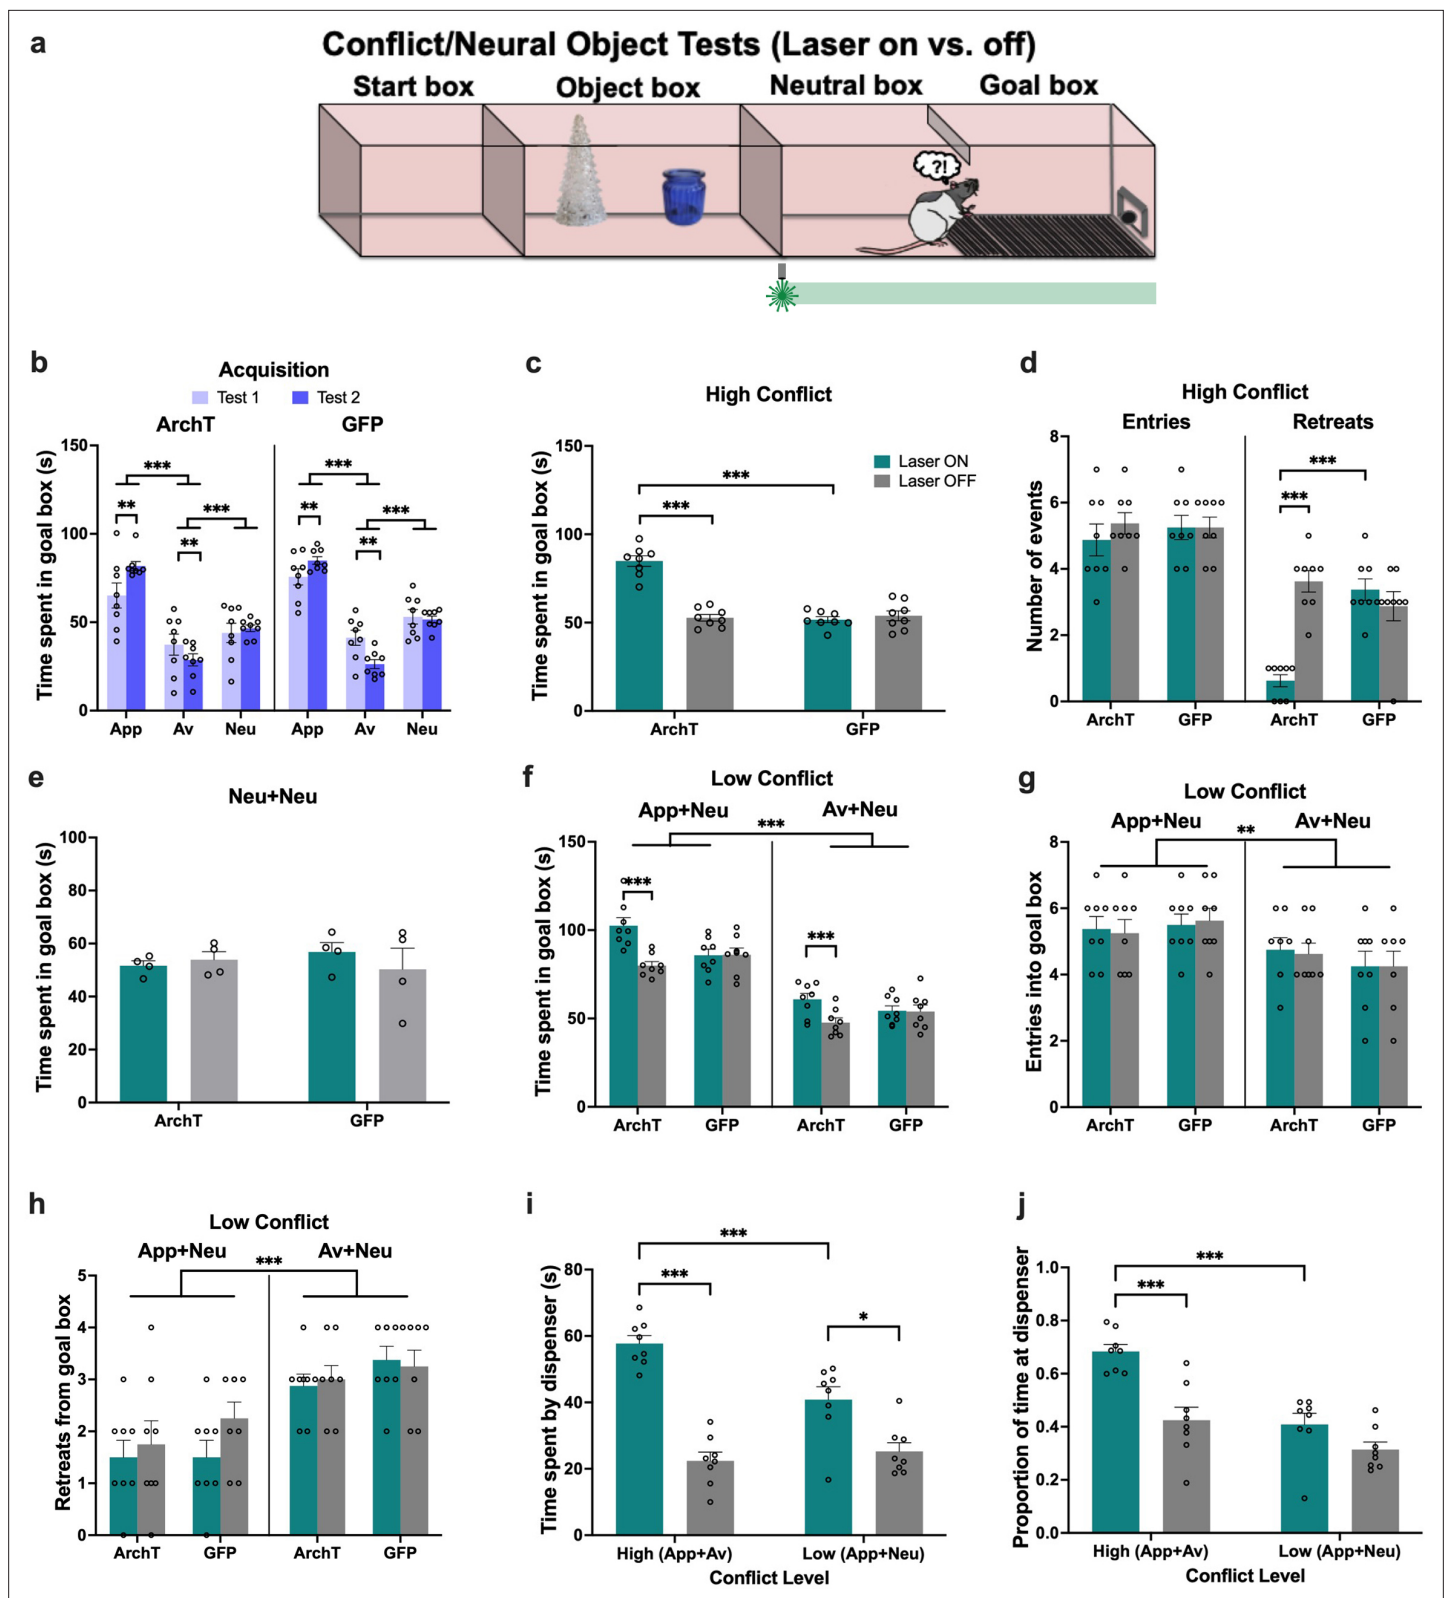 a
Conflict/Neural Object Tests (Laser on vs. off)
Start box
Object box
Neutral box
Goal box
?!
b
Acquisition
Test 1
Test 2
ArchT
GFP
Time spent in goal box (s)
150
100
50
0
***
**
***
**
***
**
***
**
App
Av
Neu
App
Av
Neu
c
High Conflict
Laser ON
Laser OFF
Time spent in goal box (s)
150
100
50
0
***
***
ArchT
GFP
d
High Conflict
Entries
Retreats
Number of events
8
6
4
2
0
***
***
ArchT
GFP
ArchT
GFP
e
Neu+Neu
Time spent in goal box (s)
100
80
60
40
20
0
ArchT
GFP
f
Low Conflict
App+Neu
Av+Neu
Time spent in goal box (s)
150
100
50
0
***
***
***
ArchT
GFP
ArchT
GFP
g
Low Conflict
App+Neu
Av+Neu
Entries into goal box
8
6
4
2
0
**
ArchT
GFP
ArchT
GFP
h
Low Conflict
App+Neu
Av+Neu
Retreats from goal box
5
4
3
2
1
0
***
ArchT
GFP
ArchT
GFP
i
Time spent by dispenser (s)
80
60
40
20
0
***
***
*
High (App+Av)
Low (App+Neu)
Conflict Level
j
Proportion of time at dispenser
1.0
0.8
0.6
0.4
0.2
0.0
***
***
High (App+Av)
Low (App+Neu)
Conflict Level